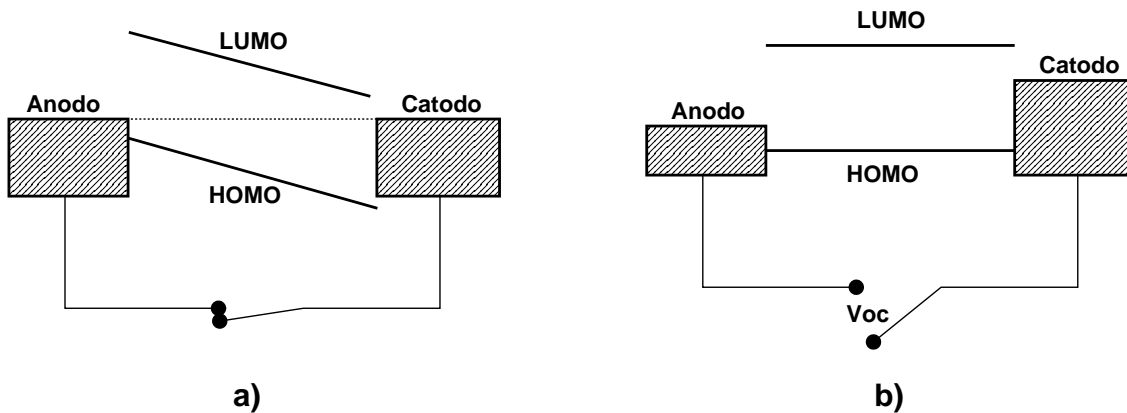 LUMO
Anodo
Catodo
HOMO
a)
LUMO
Catodo
Anodo
HOMO
Voc
b)